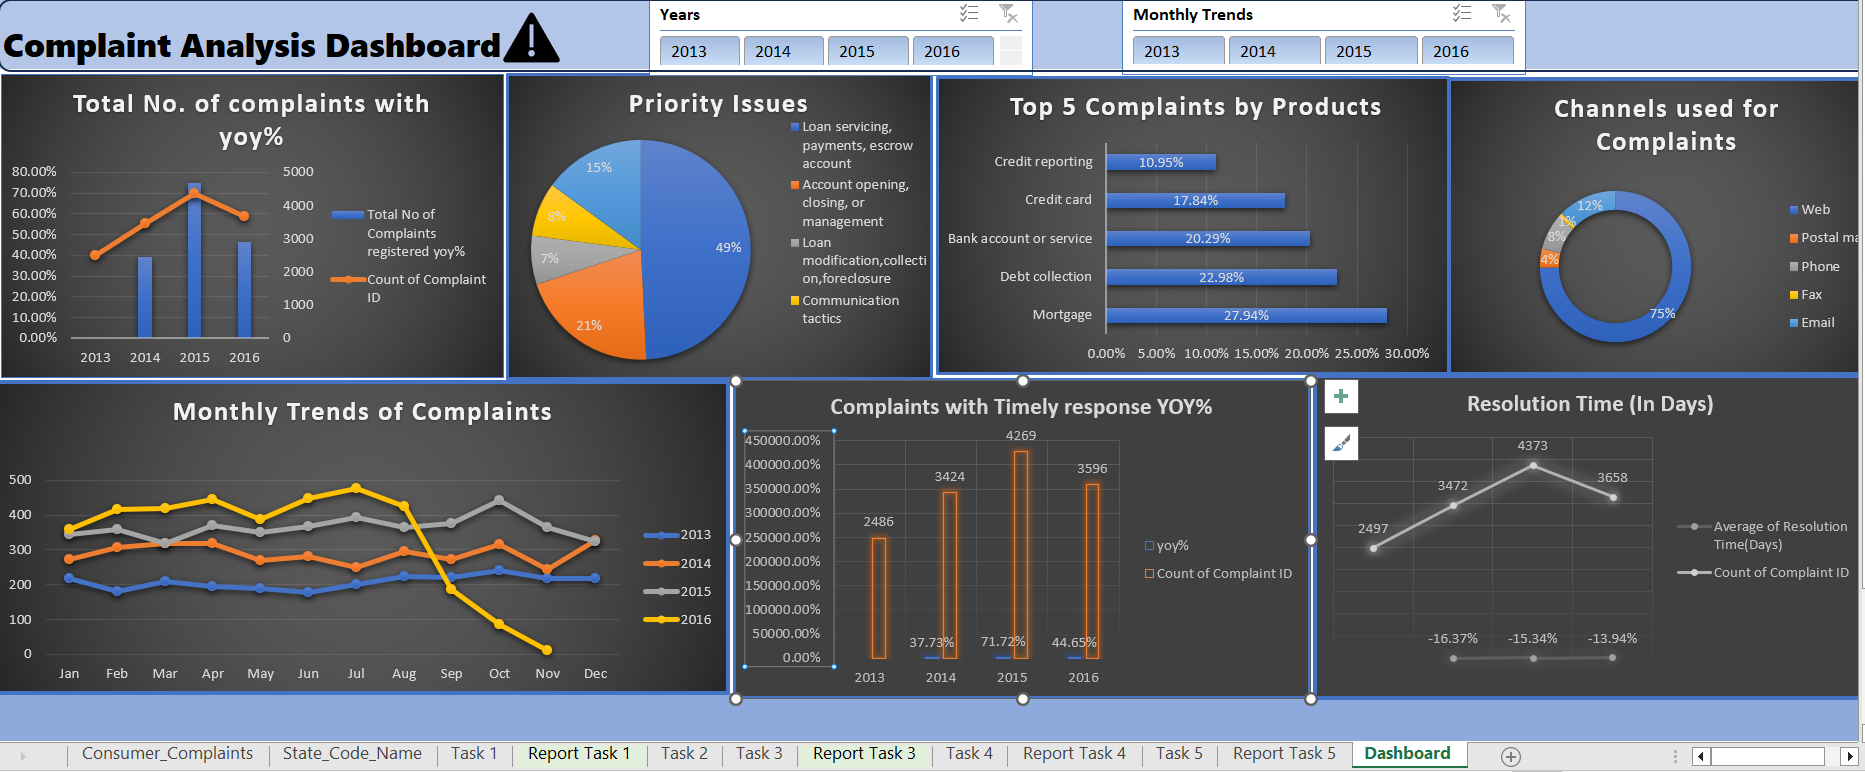 Complaint Analysis Dashboard
Years
2013 2014 2015 2016
Monthly Trends
2013 2014 2015 2016
Total No. of complaints with
yoy%
80.00%
70.00%
60.00%
50.00%
40.00%
30.00%
20.00%
10.00%
0.00%
5000
4000
3000
2000
1000
0
2013 2014 2015 2016
Total No of
Complaints
registered yoy%
Count of Complaint
ID
Priority Issues
49%
21%
7%
8%
15%
Loan servicing,
payments, escrow
account
Account opening,
closing, or
management
Loan
modification,collecti
on,foreclosure
Communication
tactics
Top 5 Complaints by Products
Credit reporting 10.95%
Credit card 17.84%
Bank account or service 20.29%
Debt collection 22.98%
Mortgage 27.94%
0.00% 5.00% 10.00% 15.00% 20.00% 25.00% 30.00%
Channels used for
Complaints
12%
1%
8%
4%
75%
Web
Postal ma
Phone
Fax
Email
Monthly Trends of Complaints
500
400
300
200
100
0
Jan Feb Mar Apr May Jun Jul Aug Sep Oct Nov Dec
2013
2014
2015
2016
Complaints with Timely response YOY%
450000.00%
400000.00%
350000.00%
300000.00%
250000.00%
200000.00%
150000.00%
100000.00%
50000.00%
0.00%
2486
3424
4269
3596
37.73% 71.72% 44.65%
2013 2014 2015 2016
yoy%
Count of Complaint ID
Resolution Time (In Days)
2497
3472
4373
3658
-16.37% -15.34% -13.94%
Average of Resolution
Time(Days)
Count of Complaint ID
Consumer_Complaints State_Code_Name Task 1 Report Task 1 Task 2 Task 3 Report Task 3 Task 4 Report Task 4 Task 5 Report Task 5 Dashboard